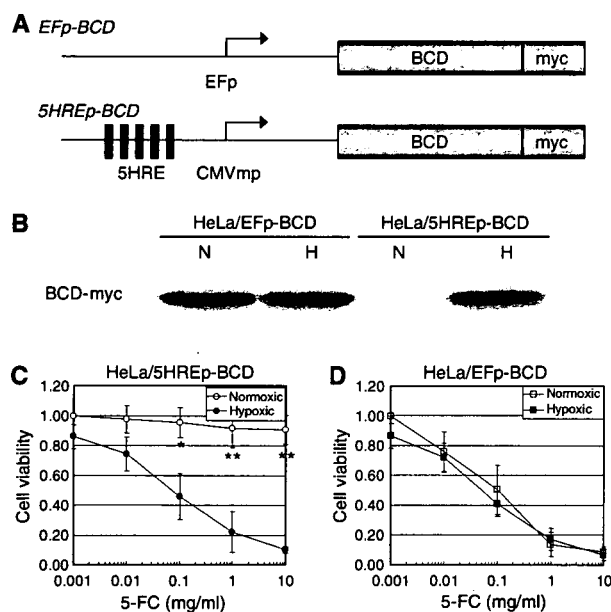 A
EFp-BCD
BCD
myc
EFp
5HREp-BCD
BCD
myc
5HRE
CMVmp
B
HeLa/EFp-BCD
HeLa/5HREp-BCD
N
H
N
H
BCD-myc
C
HeLa/5HREp-BCD
1.20
1.00
0.80
0.60
0.40
0.20
0.00
Cell viability
Normoxic
Hypoxic
*
**
**
0.001
0.01
0.1
1
10
5-FC (mg/ml)
D
HeLa/EFp-BCD
1.20
1.00
0.80
0.60
0.40
0.20
0.00
Cell viability
Normoxic
Hypoxic
0.001
0.01
0.1
1
10
5-FC (mg/ml)